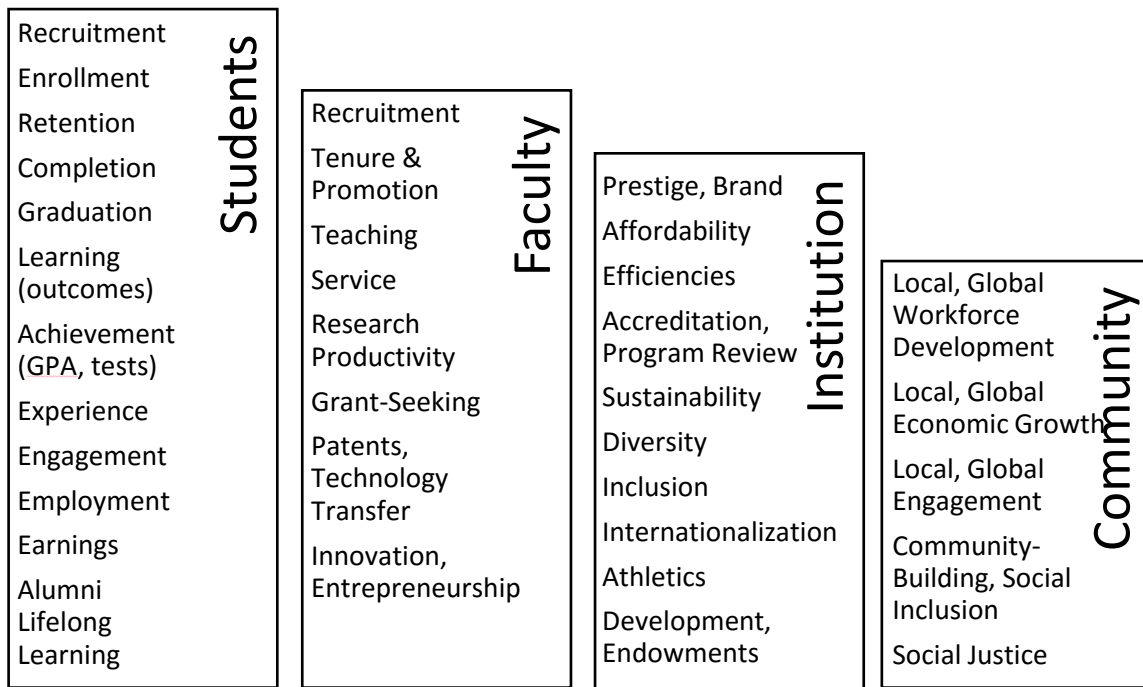 Students
Recruitment
Enrollment
Retention
Completion
Graduation
Learning
(outcomes)
Achievement
(GPA, tests)
Experience
Engagement
Employment
Earnings
Alumni
Lifelong
Learning
Faculty
Recruitment
Tenure &
Promotion
Teaching
Service
Research
Productivity
Grant-Seeking
Patents,
Technology
Transfer
Innovation,
Entrepreneurship
Institution
Prestige, Brand
Affordability
Efficiencies
Accreditation,
Program Review
Sustainability
Diversity
Inclusion
Internationalization
Athletics
Development,
Endowments
Community
Local, Global
Workforce
Development
Local, Global
Economic Growth
Local, Global
Engagement
Community-
Building, Social
Inclusion
Social Justice